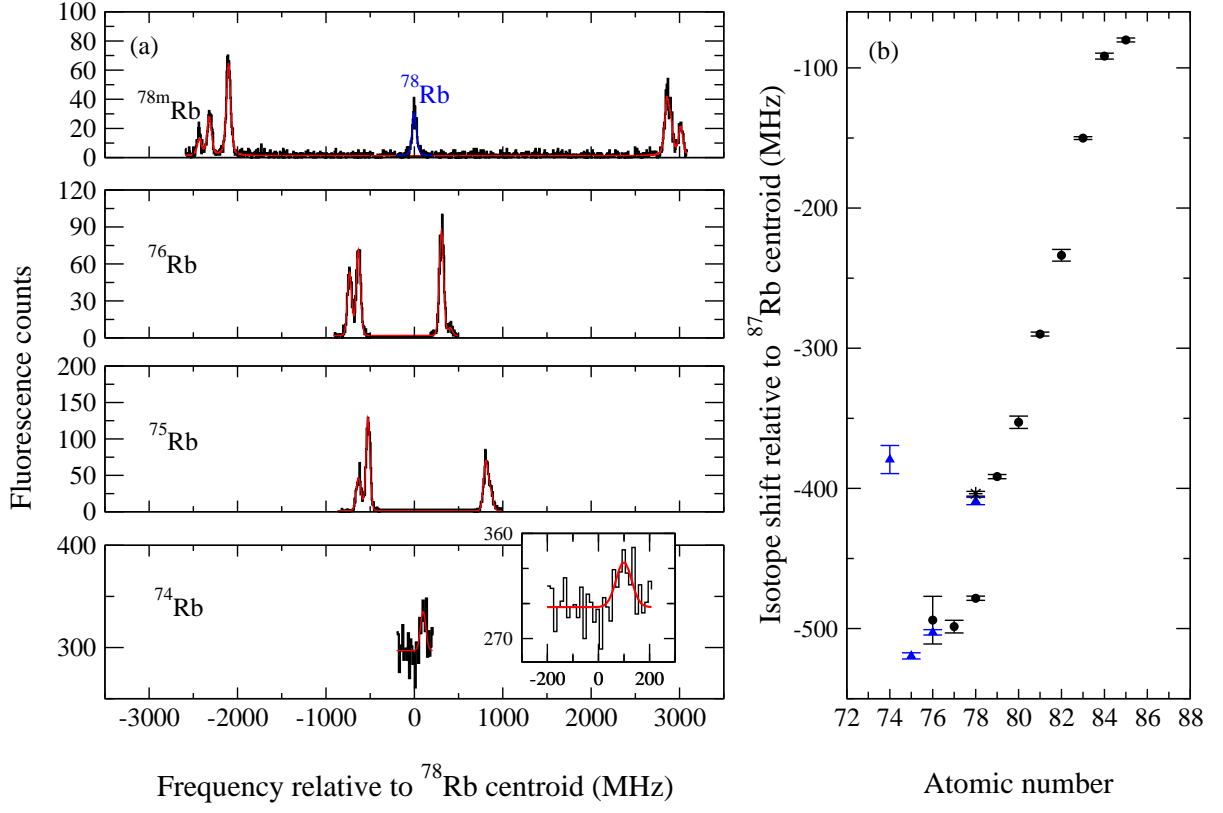 (a)
100
80
60
40
20
0
78mRb
78Rb
120
90
60
30
0
76Rb
200
150
100
50
0
75Rb
400
300
74Rb
360
270
-200 0 200
-3000 -2000 -1000 0 1000 2000 3000
Fluorescence counts
Frequency relative to 78Rb centroid (MHz)
(b)
-100
-200
-300
-400
-500
72 74 76 78 80 82 84 86 88
Isotope shift relative to 87Rb centroid (MHz)
Atomic number